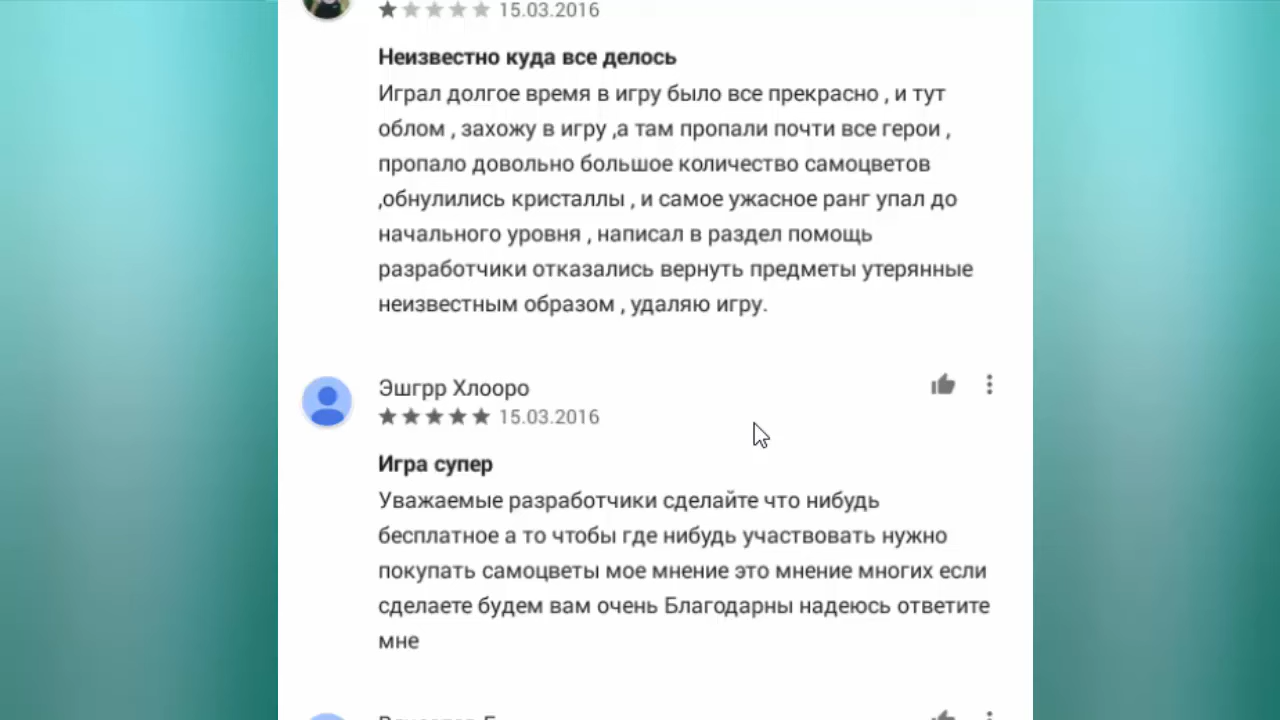 15.03.2016
Неизвестно куда все делось
Играл долгое время в игру было все прекрасно , и тут
облом , захожу в игру ,а там пропали почти все герои ,
пропало довольно большое количество самоцветов
,обнулились кристаллы , и самое ужасное ранг упал до
начального уровня , написал в раздел помощь
разработчики отказались вернуть предметы утерянные
неизвестным образом , удаляю игру.
Эшгрр Хлооро
15.03.2016
Игра супер
Уважаемые разработчики сделайте что нибудь
бесплатное а то чтобы где нибудь участвовать нужно
покупать самоцветы мое мнение это мнение многих если
сделаете будем вам очень Благодарны надеюсь ответите
мне